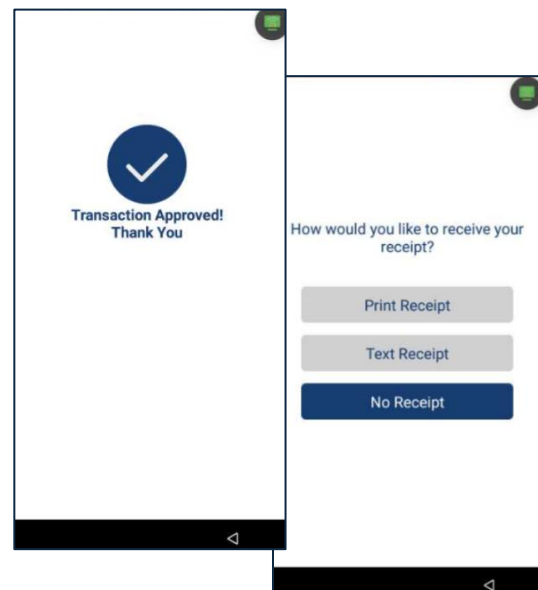 Transaction Approved!
Thank You
How would you like to receive your
receipt?
Print Receipt
Text Receipt
No Receipt